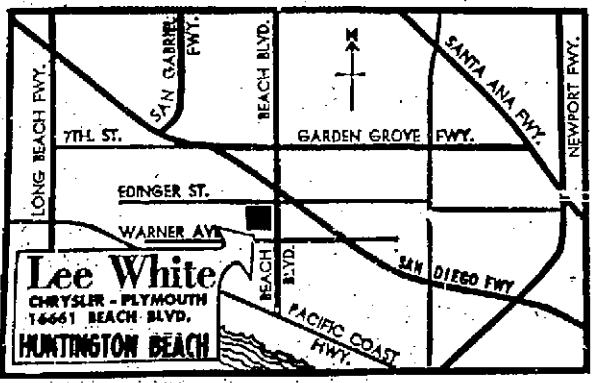 SAN GABRIEL
FWY.
BEACH BLVD.
N
SANTA ANA FWY.
NEWPORT FWY.
LONG BEACH FWY.
7TH. ST.
GARDEN GROVE FWY.
EDINGER ST.
WARNER AVE
BEACH
BLVD.
SAN DIEGO FWY
PACIFIC COAST
HWY.
Lee White
CHRYSLER - PLYMOUTH
16661 BEACH BLVD.
HUNTINGTON BEACH